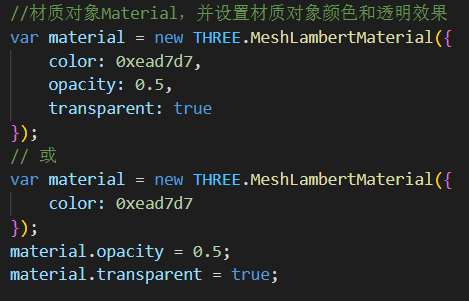 //材质对象Material，并设置材质对象颜色和透明效果
var material = new THREE.MeshLambertMaterial({
    color: 0xead7d7,
    opacity: 0.5,
    transparent: true
});
// 或
var material = new THREE.MeshLambertMaterial({
    color: 0xead7d7
});
material.opacity = 0.5;
material.transparent = true;